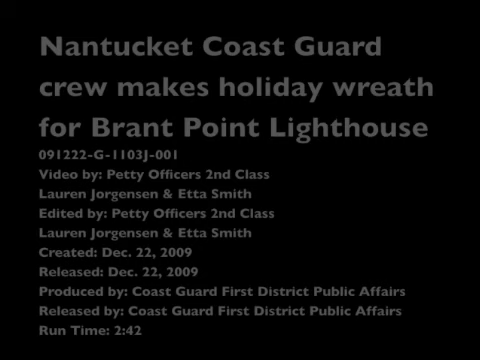 Nantucket Coast Guard
crew makes holiday wreath
for Brant Point Lighthouse
091222-G-1103J-001
Video by: Petty Officers 2nd Class
Lauren Jorgensen & Etta Smith
Edited by: Petty Officers 2nd Class
Lauren Jorgensen & Etta Smith
Created: Dec. 22, 2009
Released: Dec. 22, 2009
Produced by: Coast Guard First District Public Affairs
Released by: Coast Guard First District Public Affairs
Run Time: 2:42